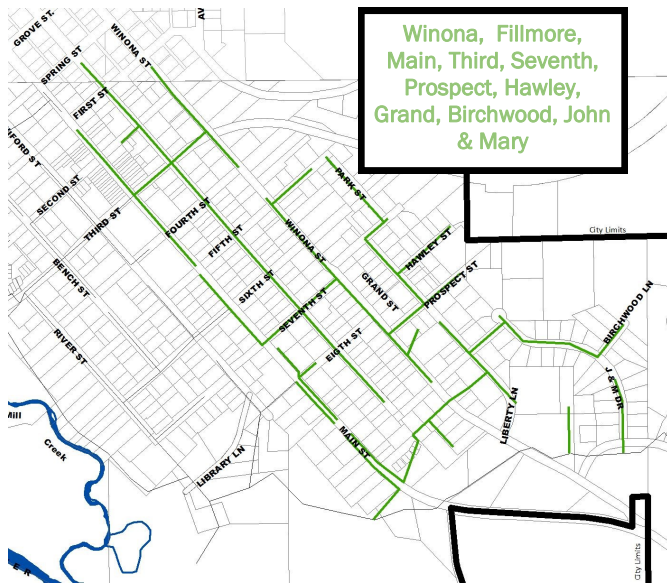 Winona, Fillmore,
Main, Third, Seventh,
Prospect, Hawley,
Grand, Birchwood, John
& Mary
GROVE ST.
AV
WINONA ST
SPRING ST
FIRST ST
SECOND ST
THIRD ST
FOURTH ST
FIFTH ST
PARK ST
City Limits
BENCH ST
WINONA ST
HAWLEY ST
GRAND ST
PROSPECT ST
SIXTH ST
SEVENTH ST
RIVER ST
EIGTH ST
BIRCHWOOD LN
J & M DR
LIBERTY LN
MAIN ST
LIBRARY LN
Mill
Creek
E R
City Limits